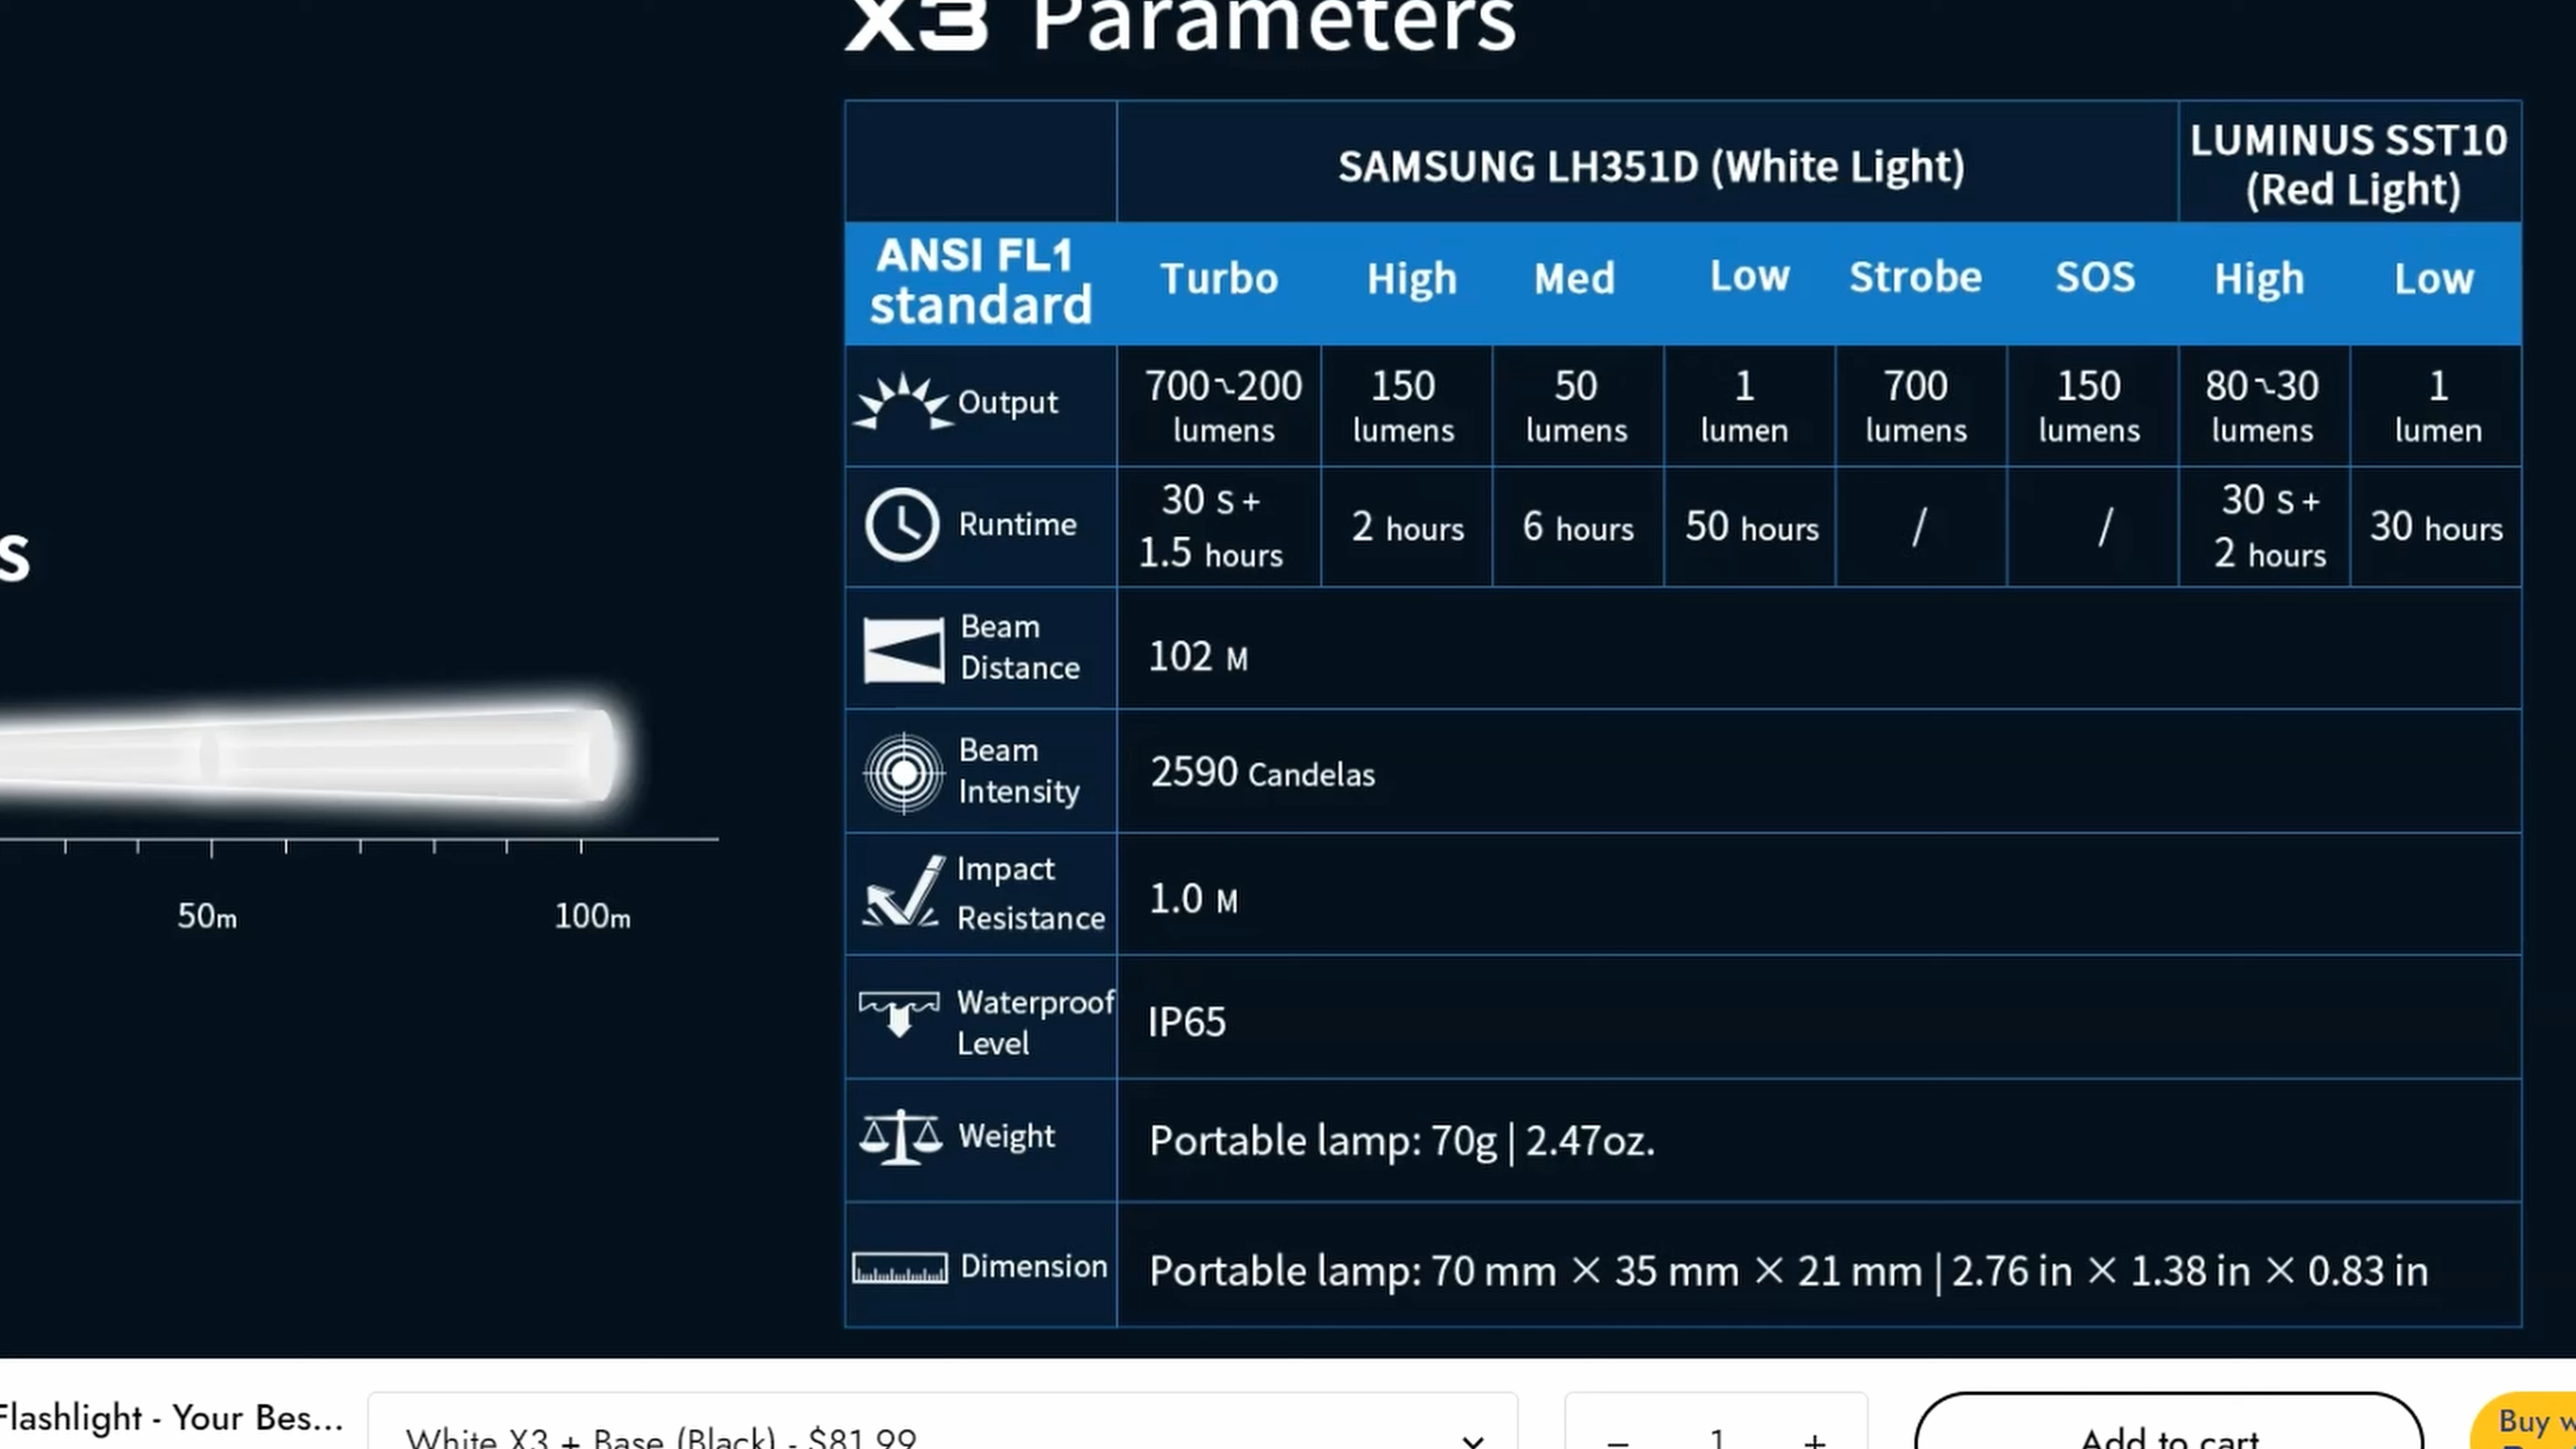 X3 Parameters
SAMSUNG LH351D (White Light)
LUMINUS SST10
(Red Light)
ANSI FL1
standard
Turbo High Med Low Strobe SOS High Low
Output
700~200
lumens
150
lumens
50
lumens
1
lumen
700
lumens
150
lumens
80~30
lumens
1
lumen
Runtime
30 S +
1.5 hours
2 hours
6 hours
50 hours
/
/
30 S +
2 hours
30 hours
Beam
Distance
102 M
Beam
Intensity
2590 Candelas
Impact
Resistance
1.0 M
Waterproof
Level
IP65
Weight
Portable lamp: 70g | 2.47oz.
Dimension
Portable lamp: 70 mm × 35 mm × 21 mm | 2.76 in × 1.38 in × 0.83 in
s
50m
100m
Flashlight - Your Bes...
White X3 + Base (Black) - $81.99
− 1 +
Add to cart
Buy w